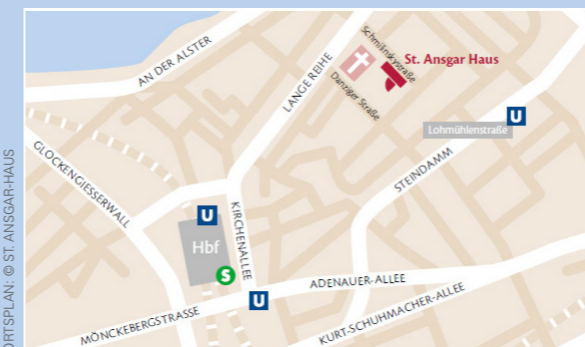 AN DER ALSTER
LANGE REIHE
Schmilinskystraße
St. Ansgar Haus
Danziger Straße
U
Lohmühlenstraße
STEINDAMM
GLOCKENGIESSERWALL
U
KIRCHENALLEE
Hbf
S
U
ADENAUER-ALLEE
MÖNCKEBERGSTRASSE
KURT-SCHUHMACHER-ALLEE
ORTSPLAN: © ST. ANSGAR-HAUS